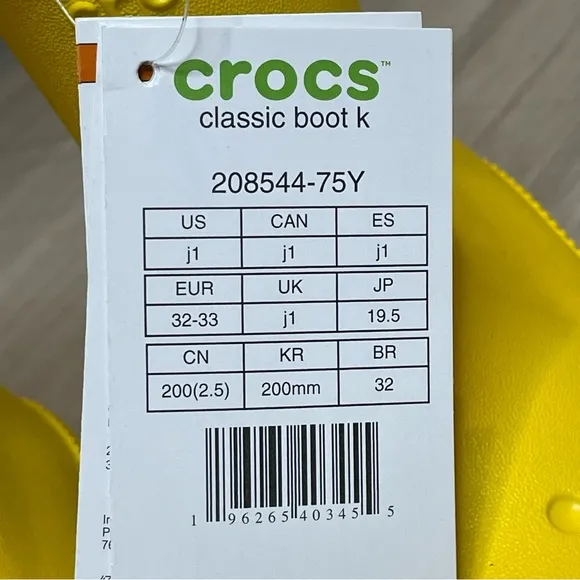 crocs™
classic boot k
208544-75Y
US CAN ES
j1 j1 j1
EUR UK JP
32-33 j1 19.5
CN KR BR
200(2.5) 200mm 32
1 96265 40345 5